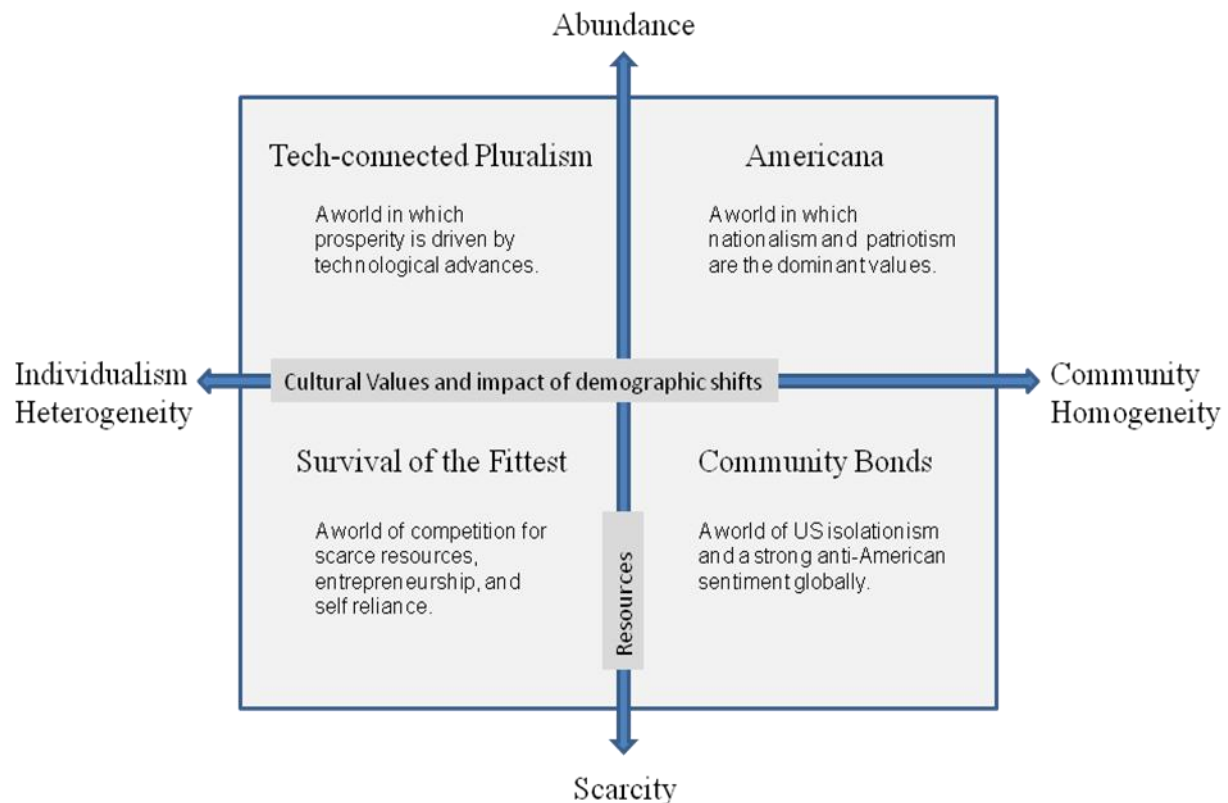 Abundance
Tech-connected Pluralism
A world in which
prosperity is driven by
technological advances.
Americana
A world in which
nationalism and patriotism
are the dominant values.
Individualism
Heterogeneity
Cultural Values and impact of demographic shifts
Community
Homogeneity
Survival of the Fittest
A world of competition for
scarce resources,
entrepreneurship, and
self reliance.
Community Bonds
A world of US isolationism
and a strong anti-American
sentiment globally.
Resources
Scarcity